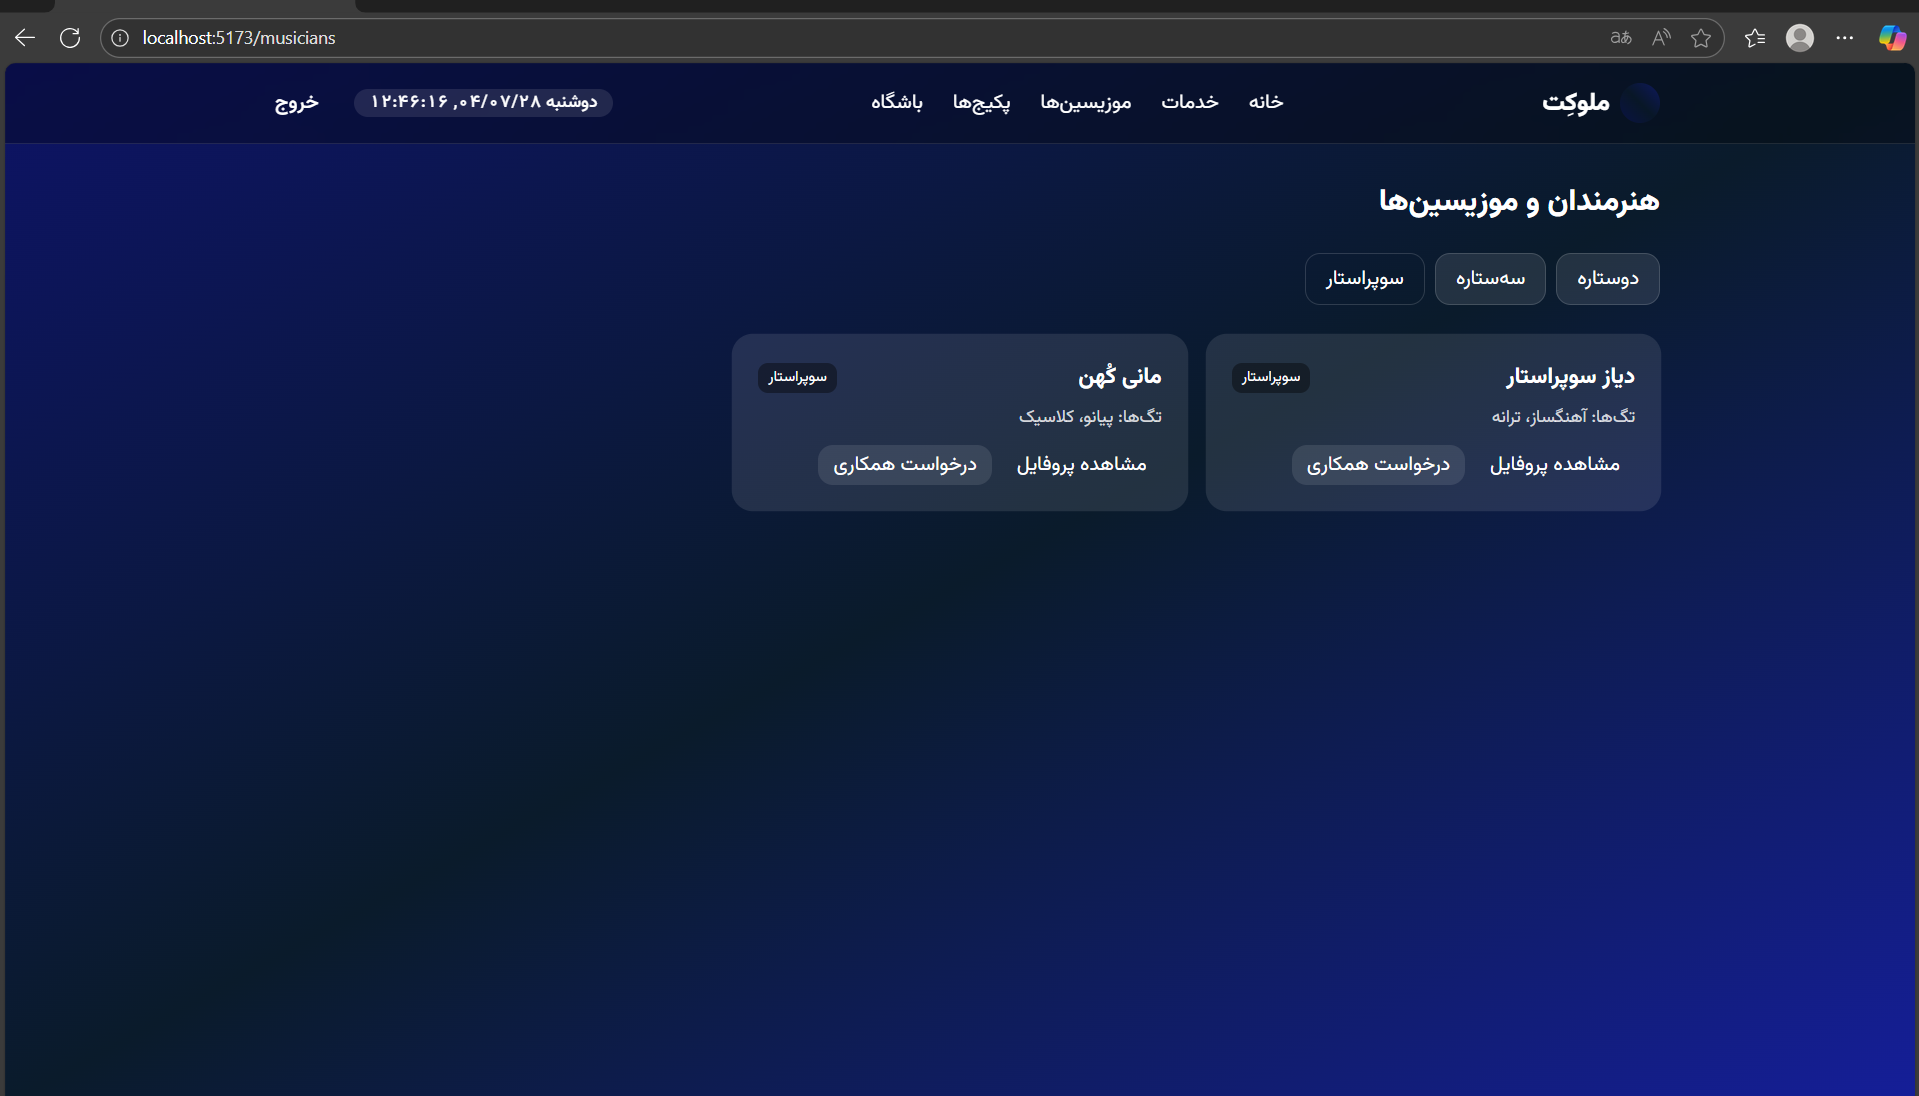 localhost:5173/musicians
ملوکِت
خانه خدمات موزیسین‌ها پکیج‌ها باشگاه
دوشنبه ۰۴/۰۷/۲۸, ۱۲:۴۶:۱۶
خروج
هنرمندان و موزیسین‌ها
دوستاره سه‌ستاره سوپراستار
دیاز سوپراستار
سوپراستار
تگ‌ها: آهنگساز، ترانه
مشاهده پروفایل درخواست همکاری
مانی کُهن
سوپراستار
تگ‌ها: پیانو، کلاسیک
مشاهده پروفایل درخواست همکاری